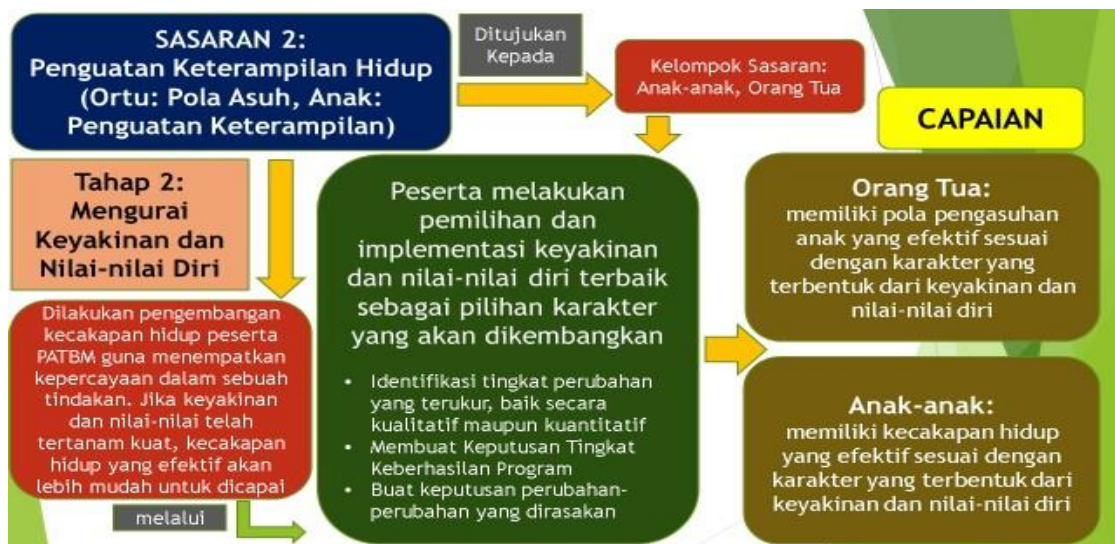 SASARAN 2:
Penguatan Keterampilan Hidup
(Ortu: Pola Asuh, Anak:
Penguatan Keterampilan)
Ditujukan
Kepada
Kelompok Sasaran:
Anak-anak, Orang Tua
CAPAIAN
Tahap 2:
Mengurai
Keyakinan dan
Nilai-nilai Diri
Dilakukan pengembangan
kecakapan hidup peserta
PATBM guna menempatkan
kepercayaan dalam sebuah
tindakan. Jika keyakinan
dan nilai-nilai telah
tertanam kuat, kecakapan
hidup yang efektif akan
lebih mudah untuk dicapai
melalui
Peserta melakukan
pemilihan dan
implementasi keyakinan
dan nilai-nilai diri terbaik
sebagai pilihan karakter
yang akan dikembangkan
• Identifikasi tingkat perubahan
yang terukur, baik secara
kualitatif maupun kuantitatif
• Membuat Keputusan Tingkat
Keberhasilan Program
• Buat keputusan perubahan-
perubahan yang dirasakan
Orang Tua:
memiliki pola pengasuhan
anak yang efektif sesuai
dengan karakter yang
terbentuk dari keyakinan dan
nilai-nilai diri
Anak-anak:
memiliki kecakapan hidup
yang efektif sesuai dengan
karakter yang terbentuk dari
keyakinan dan nilai-nilai diri